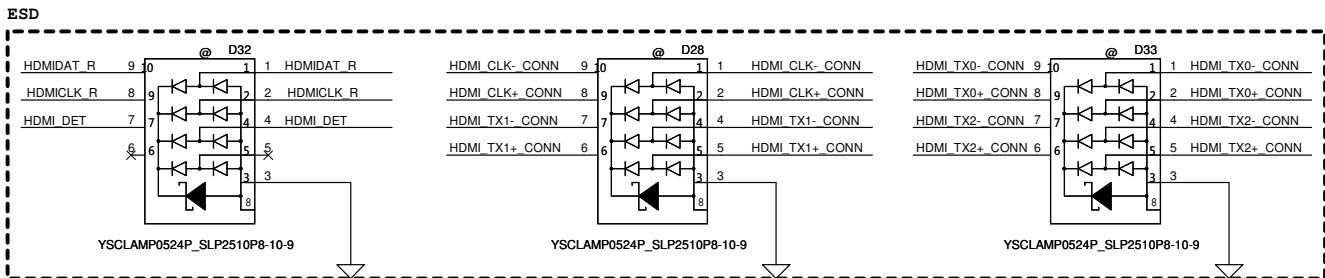 ESD
@ D32 @ D28 @ D33
HDMIDAT_R 9 10 1 1 HDMIDAT_R HDMI_CLK-_CONN 9 10 1 1 HDMI_CLK-_CONN HDMI_TX0-_CONN 9 10 1 1 HDMI_TX0-_CONN
HDMICLK_R 8 9 2 2 HDMICLK_R HDMI_CLK+_CONN 8 9 2 2 HDMI_CLK+_CONN HDMI_TX0+_CONN 8 9 2 2 HDMI_TX0+_CONN
HDMI_DET 7 7 4 4 HDMI_DET HDMI_TX1-_CONN 7 7 4 4 HDMI_TX1-_CONN HDMI_TX2-_CONN 7 7 4 4 HDMI_TX2-_CONN
6 6 5 5 HDMI_TX1+_CONN 6 6 5 5 HDMI_TX1+_CONN HDMI_TX2+_CONN 6 6 5 5 HDMI_TX2+_CONN
3 3 3 3 3 3
8 8 8
YSCLAMP0524P_SLP2510P8-10-9 YSCLAMP0524P_SLP2510P8-10-9 YSCLAMP0524P_SLP2510P8-10-9